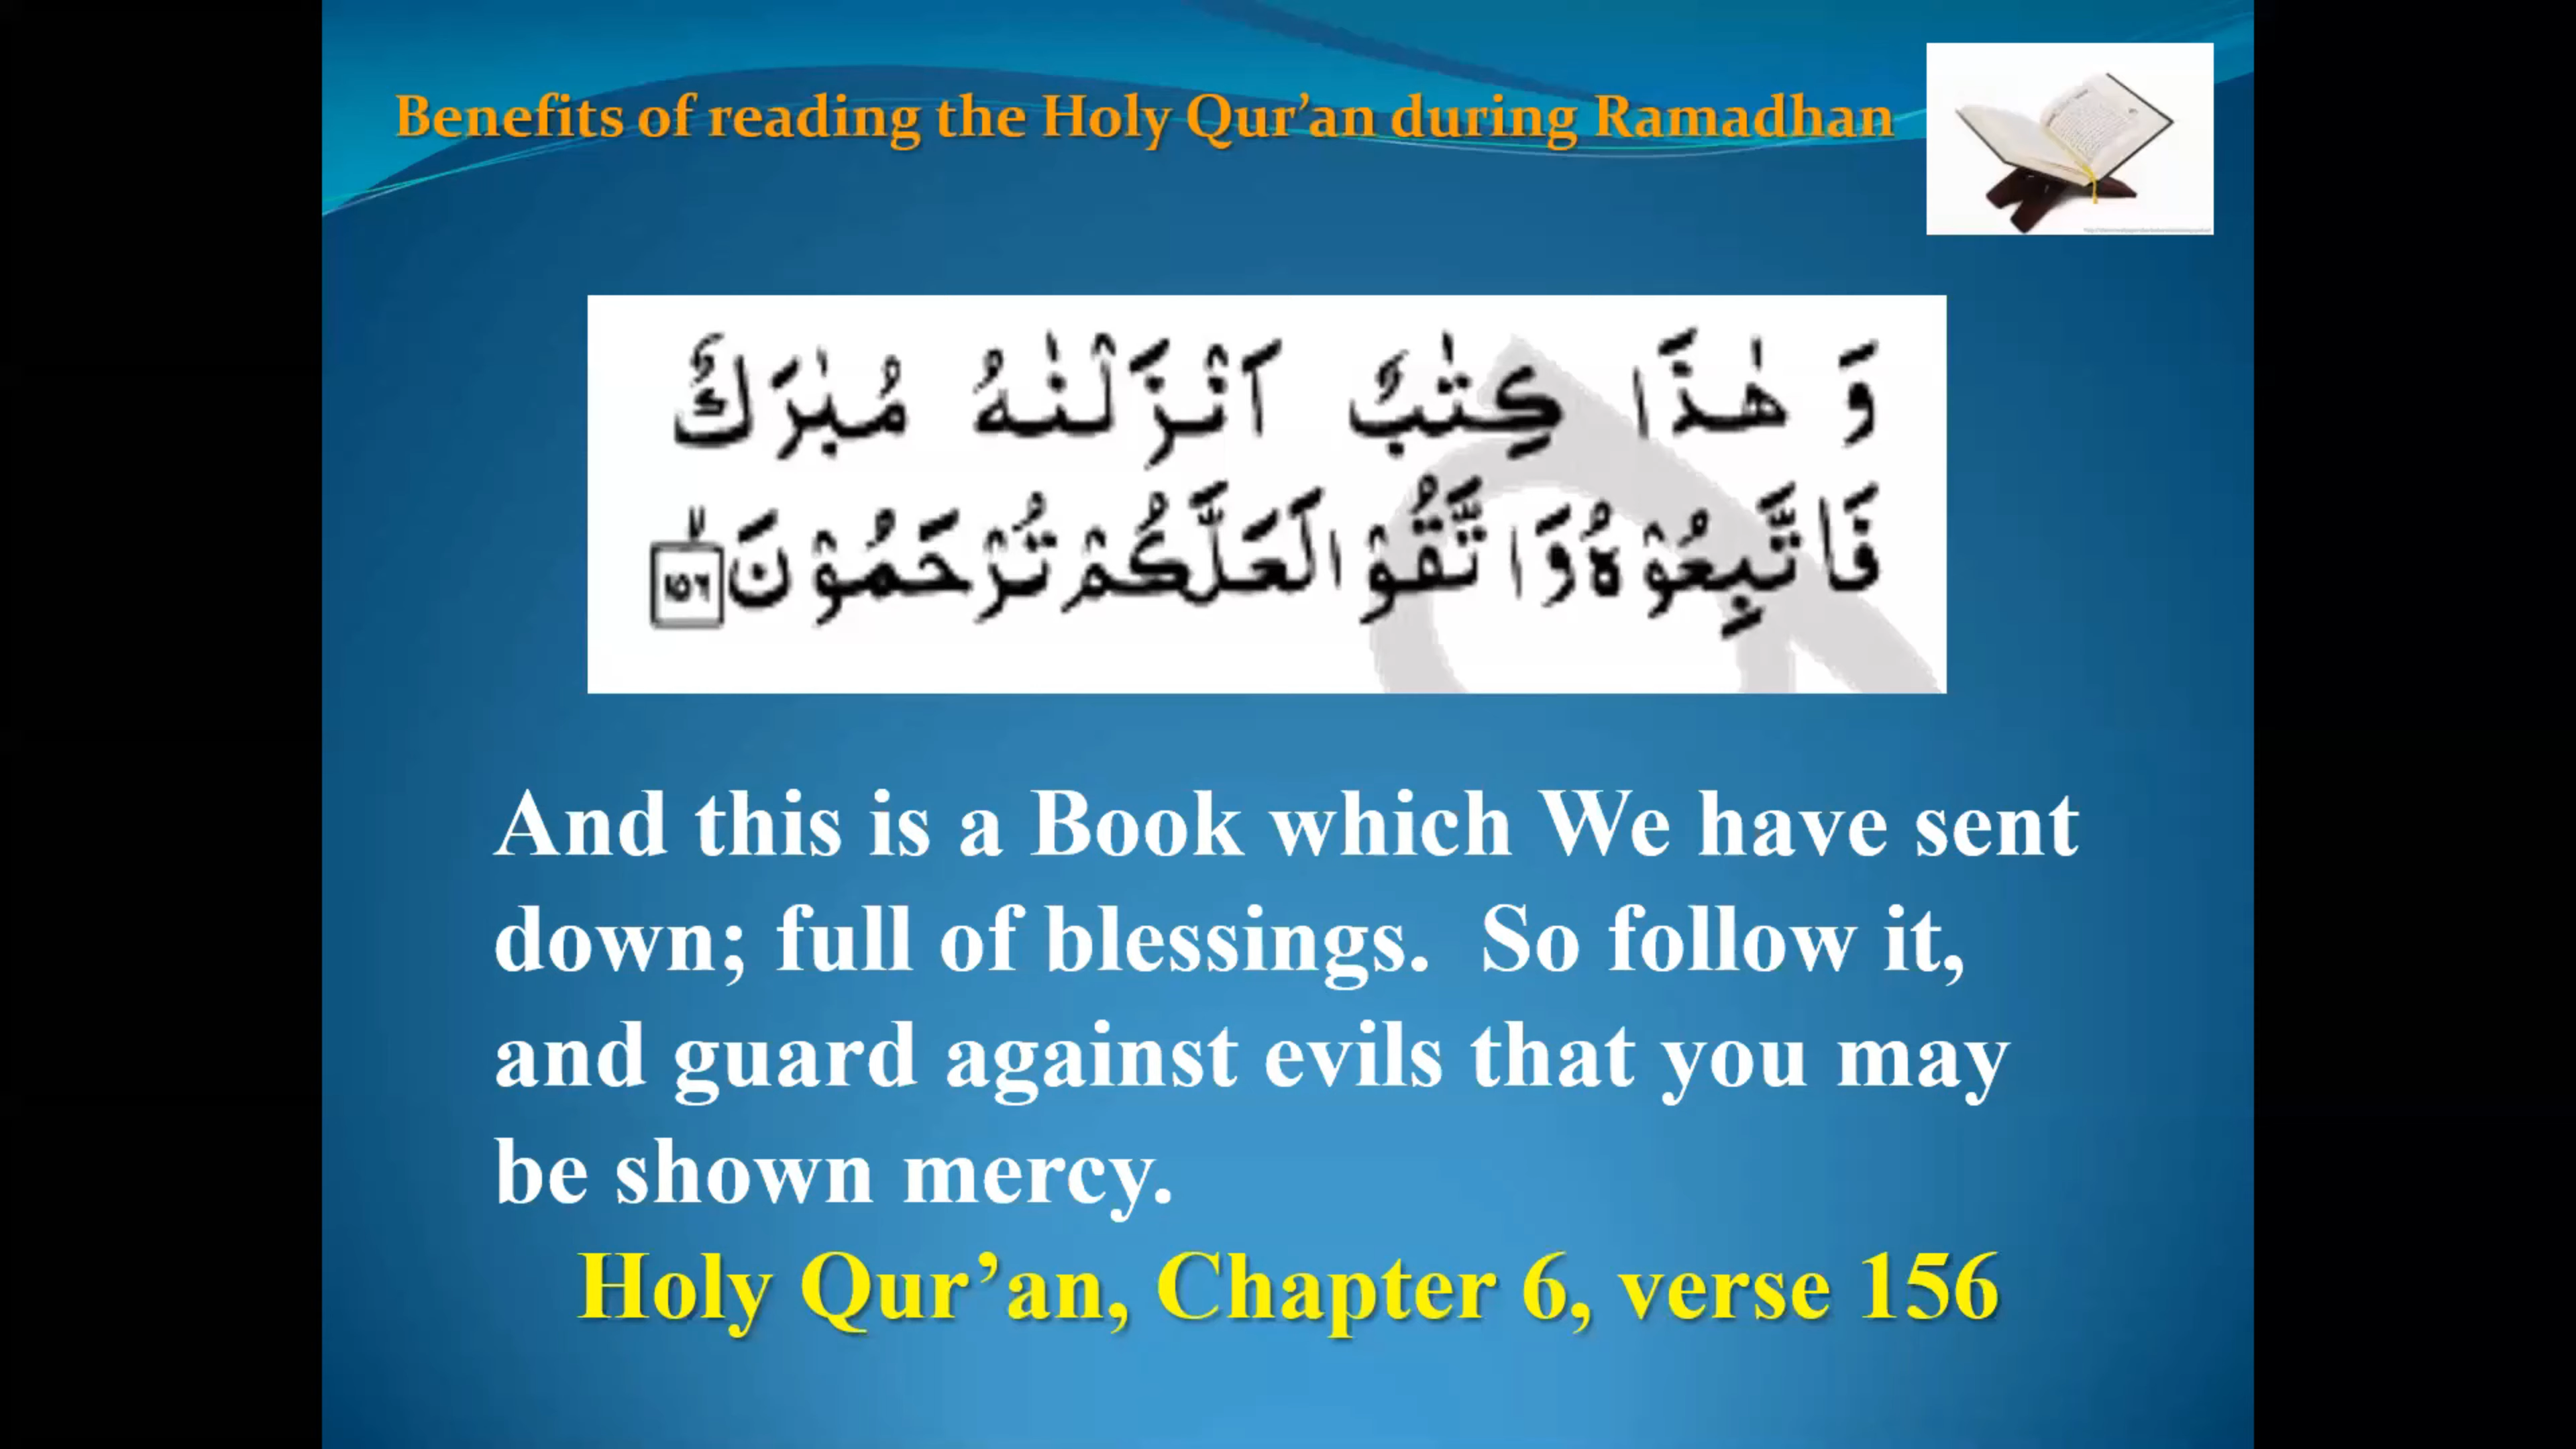 Benefits of reading the Holy Qur’an during Ramadhan
وَ هٰذَا كِتٰبٌ اَنْزَلْنٰهُ مُبٰرَكٌ
فَاتَّبِعُوْهُ وَاتَّقُوْا لَعَلَّكُمْ تُرْحَمُوْنَۙ ۱۵۶
And this is a Book which We have sent
down; full of blessings.  So follow it,
and guard against evils that you may
be shown mercy.
Holy Qur’an, Chapter 6, verse 156